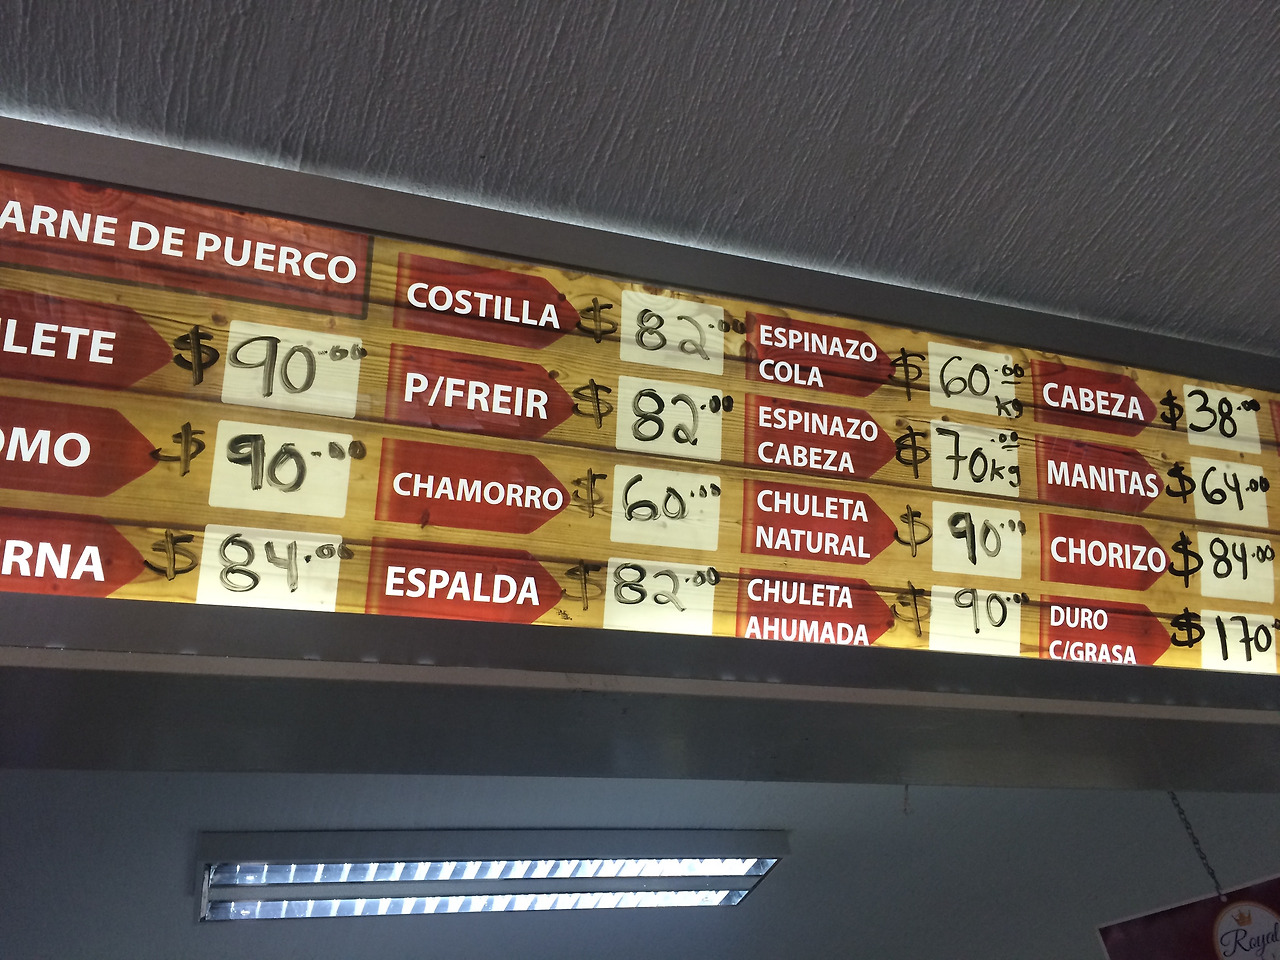 ARNE DE PUERCO
LETE $ 90.00
OMO $ 90.00
RNA $ 84.00
COSTILLA $ 82.00
P/FREIR $ 82.00
CHAMORRO $ 60.00
ESPALDA $ 82.00
ESPINAZO
COLA $ 60.00
kg
ESPINAZO
CABEZA $ 70.00 kg
CHULETA
NATURAL $ 90.00
CHULETA
AHUMADA $ 90.00
CABEZA $ 38.00
MANITAS $ 64.00
CHORIZO $ 84.00
DURO
C/GRASA $ 170
Royal